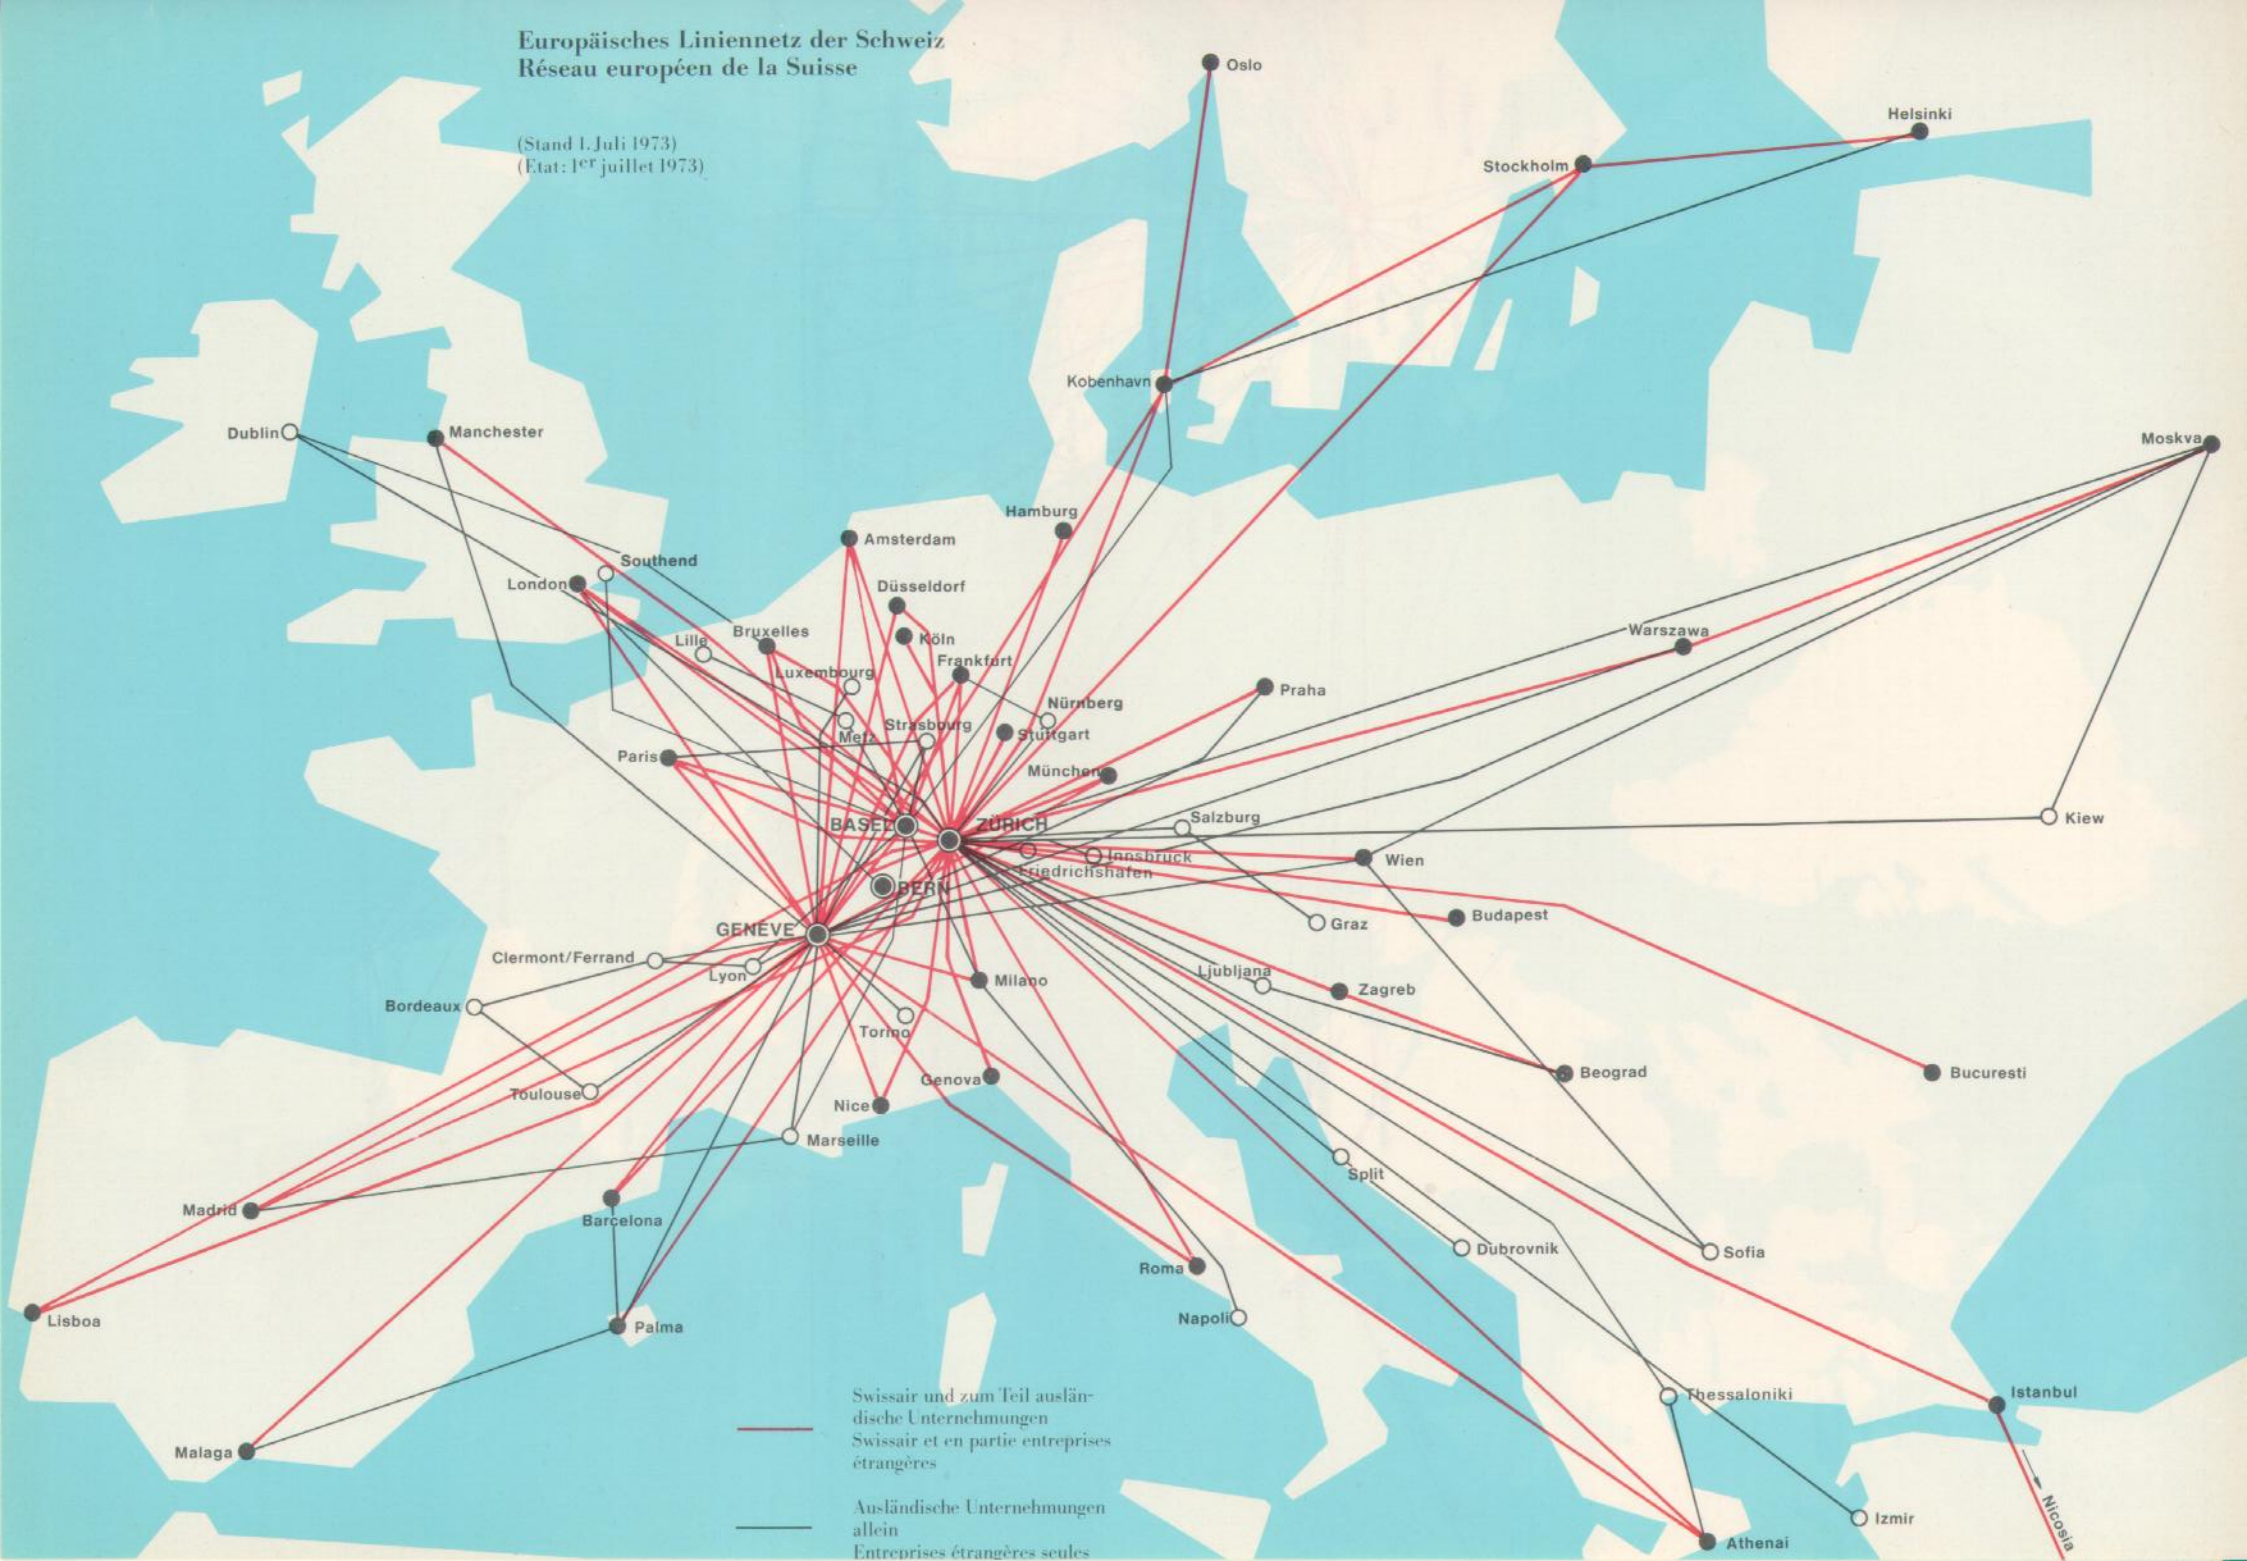 Europäisches Liniennetz der Schweiz
Réseau européen de la Suisse
(Stand 1. Juli 1973)
(Etat: 1er juillet 1973)
Oslo
Helsinki
Stockholm
Kobenhavn
Dublin
Manchester
Moskva
Hamburg
Amsterdam
Southend
London
Düsseldorf
Bruxelles
Lille
Köln
Warszawa
Frankfurt
Luxembourg
Praha
Nürnberg
Strasbourg
Metz
Stuttgart
Paris
München
Salzburg
Kiew
BASEL
ZÜRICH
Innsbruck
Wien
Friedrichshafen
BERN
Budapest
Graz
GENÈVE
Clermont/Ferrand
Lyon
Ljubljana
Milano
Zagreb
Bordeaux
Torino
Beograd
Bucuresti
Genova
Toulouse
Nice
Marseille
Split
Madrid
Barcelona
Dubrovnik
Sofia
Roma
Lisboa
Napoli
Palma
Istanbul
Thessaloniki
Malaga
Swissair und zum Teil auslän-
dische Unternehmungen
Swissair et en partie entreprises
étrangères
Ausländische Unternehmungen
allein
Entreprises étrangères seules
Izmir
Nicosia
Athenai